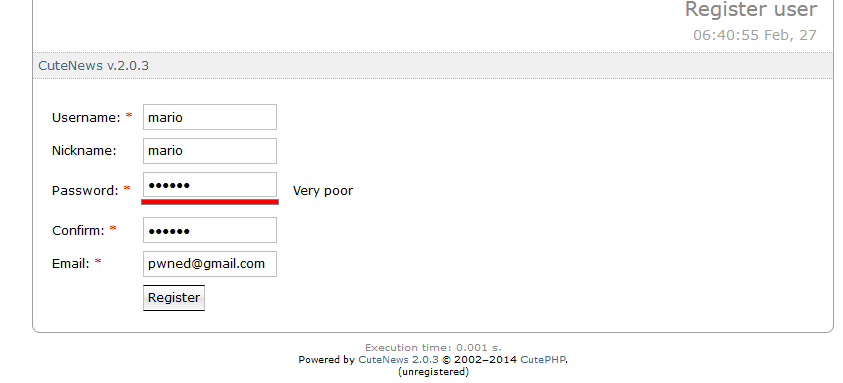 Register user
06:40:55 Feb, 27
CuteNews v.2.0.3
Username: * mario
Nickname: mario
Password: * •••••• Very poor
Confirm: * ••••••
Email: * pwned@gmail.com
Register
Execution time: 0.001 s.
Powered by CuteNews 2.0.3 © 2002–2014 CutePHP.
(unregistered)